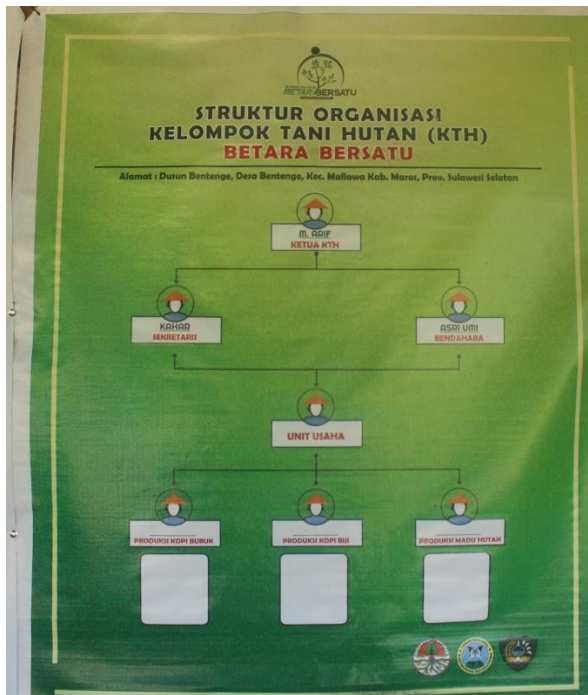 BETARA BERSATU
STRUKTUR ORGANISASI
KELOMPOK TANI HUTAN (KTH)
BETARA BERSATU
Alamat : Dusun Bentenge, Desa Bentenge, Kec. Mallawa Kab. Maros, Prov, Sulawesi Selatan
M. ARIF
KETUA KTH
KAHAR
SEKRETARIS
ASRI UMI
BENDAHARA
UNIT USAHA
PRODUKSI KOPI BUBUK
PRODUKSI KOPI BIJI
PRODUKSI MADU HUTAN